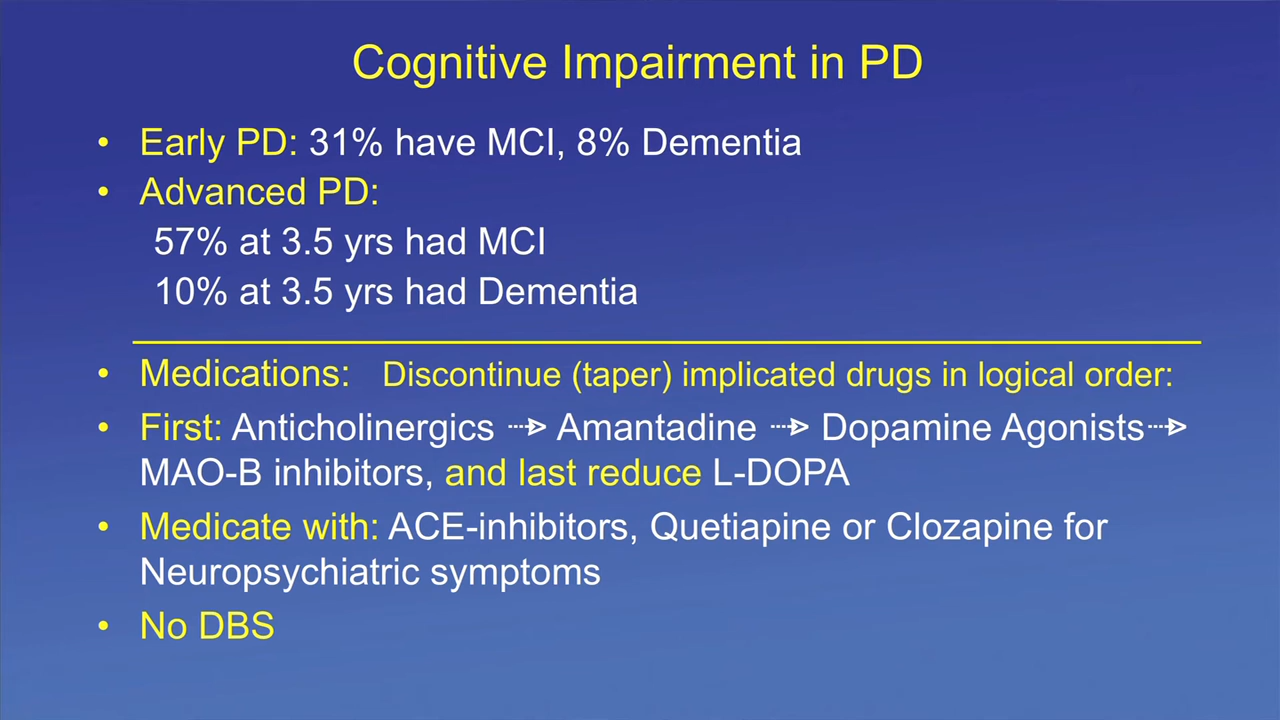 Cognitive Impairment in PD
• Early PD: 31% have MCI, 8% Dementia
• Advanced PD:
57% at 3.5 yrs had MCI
10% at 3.5 yrs had Dementia
• Medications: Discontinue (taper) implicated drugs in logical order:
• First: Anticholinergics ⇢ Amantadine ⇢ Dopamine Agonists ⇢
MAO-B inhibitors, and last reduce L-DOPA
• Medicate with: ACE-inhibitors, Quetiapine or Clozapine for
Neuropsychiatric symptoms
• No DBS